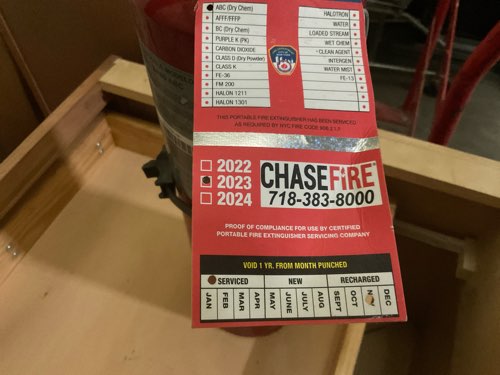 ABC (Dry Chem)
AFFF/FFFP
BC (Dry Chem)
PURPLE K (PK)
CARBON DIOXIDE
CLASS D (Dry Powder)
CLASS K
FE-36
FM 200
HALON 1211
HALON 1301
HALOTRON
WATER
LOADED STREAM
WET CHEM
CLEAN AGENT
INTERGEN
WATER MIST
FE-13
THIS PORTABLE FIRE EXTINGUISHER HAS BEEN SERVICED
AS REQUIRED BY NYC FIRE CODE 906.2.1.2
2022
2023
2024
CHASEFIRE
718-383-8000
PROOF OF COMPLIANCE FOR USE BY CERTIFIED
PORTABLE FIRE EXTINGUISHER SERVICING COMPANY
VOID 1 YR. FROM MONTH PUNCHED
SERVICED NEW RECHARGED
JAN FEB MAR APR MAY JUNE JULY AUG SEPT OCT DEC